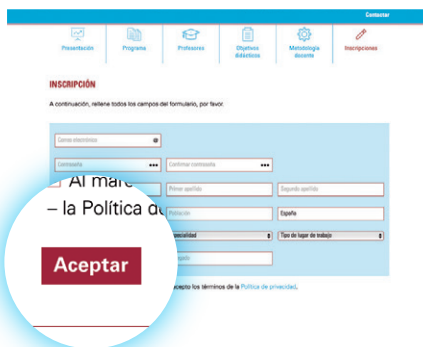 Contactar
Presentación Programa Profesores Objetivos didácticos Metodología docente Inscripciones
INSCRIPCIÓN
A continuación, rellene todos los campos del formulario, por favor.
Correo electrónico @
Contraseña ••• Confirmar contraseña •••
Primer apellido Segundo apellido
Población España
Tipo de lugar de trabajo
Al mar
– la Política d
acepto los términos de la Política de privacidad.
Aceptar